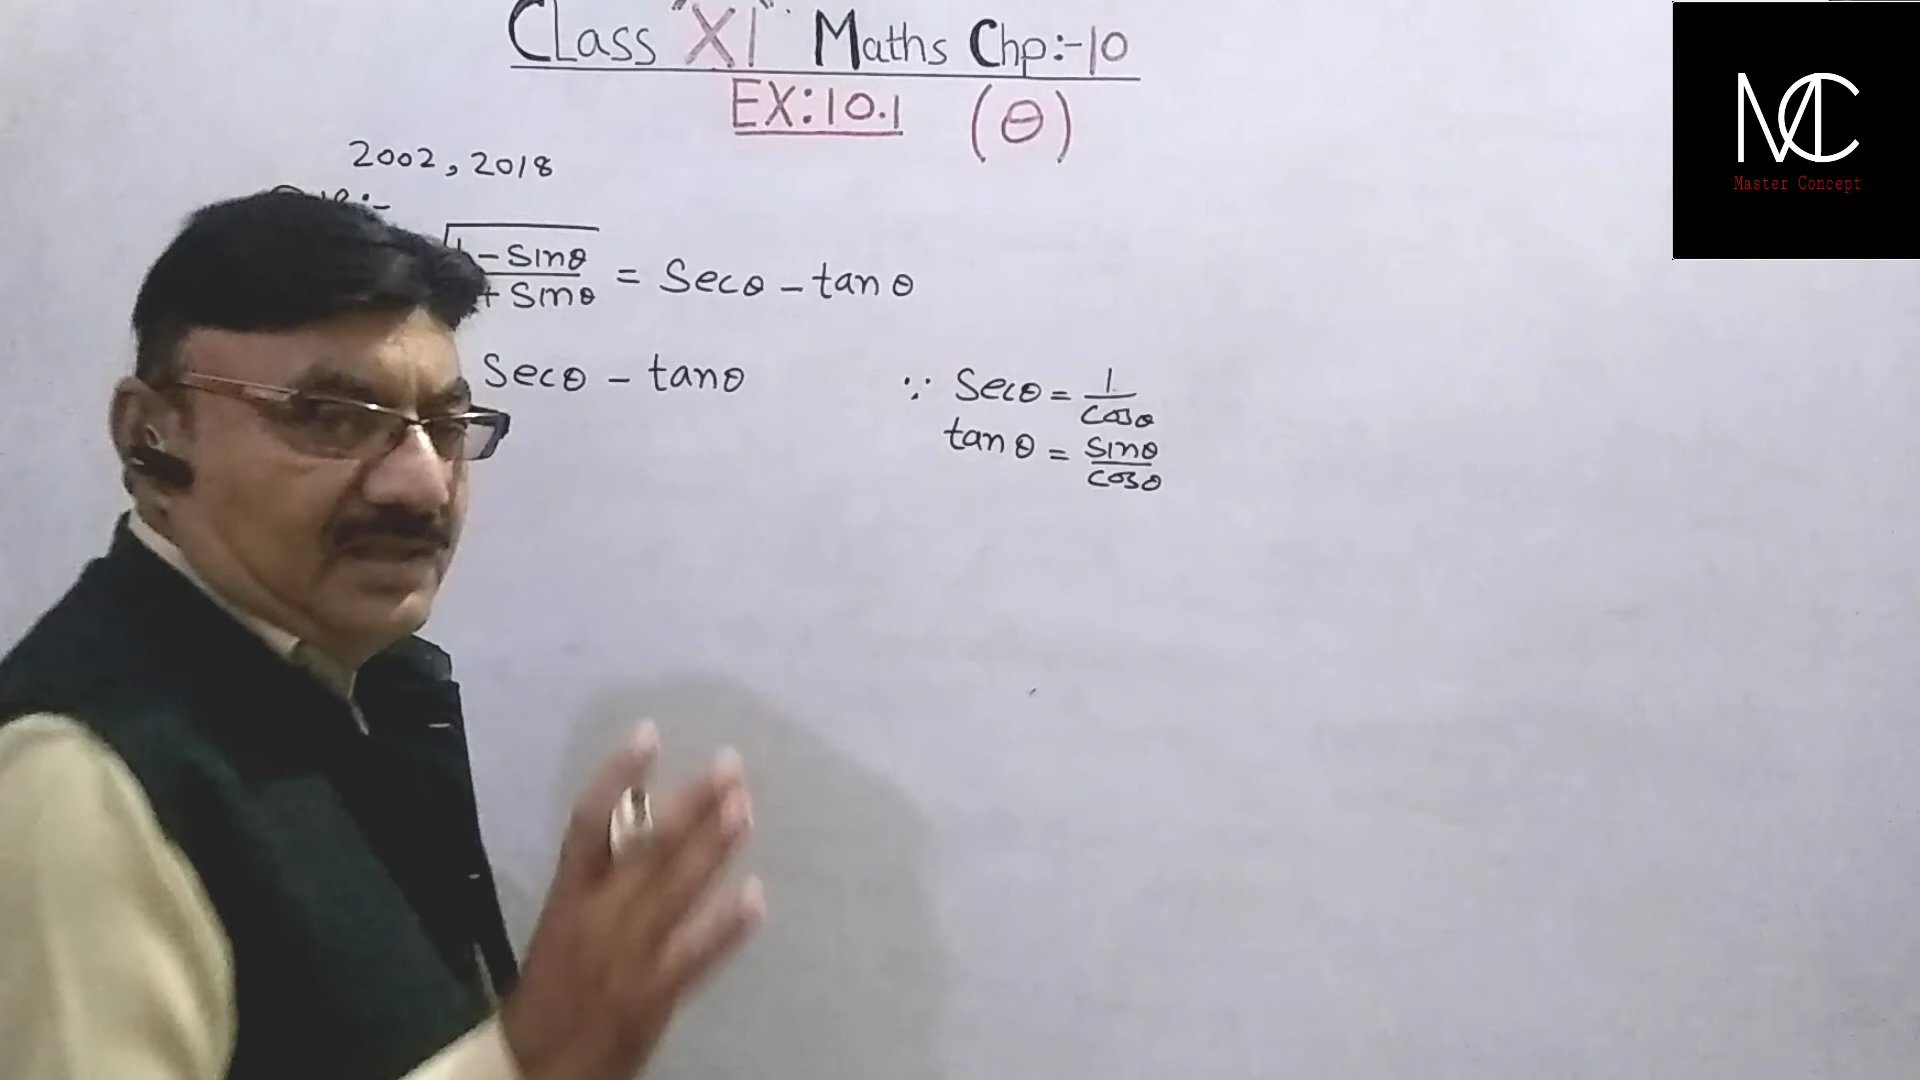 Class "XI" Maths Chp:-10
EX:10.1 (θ)
2002, 2018
- sinθ
+ sinθ
= secθ - tanθ
secθ - tanθ
∵ secθ = 1/cosθ
tanθ = sinθ/cosθ
MC
Master Concept